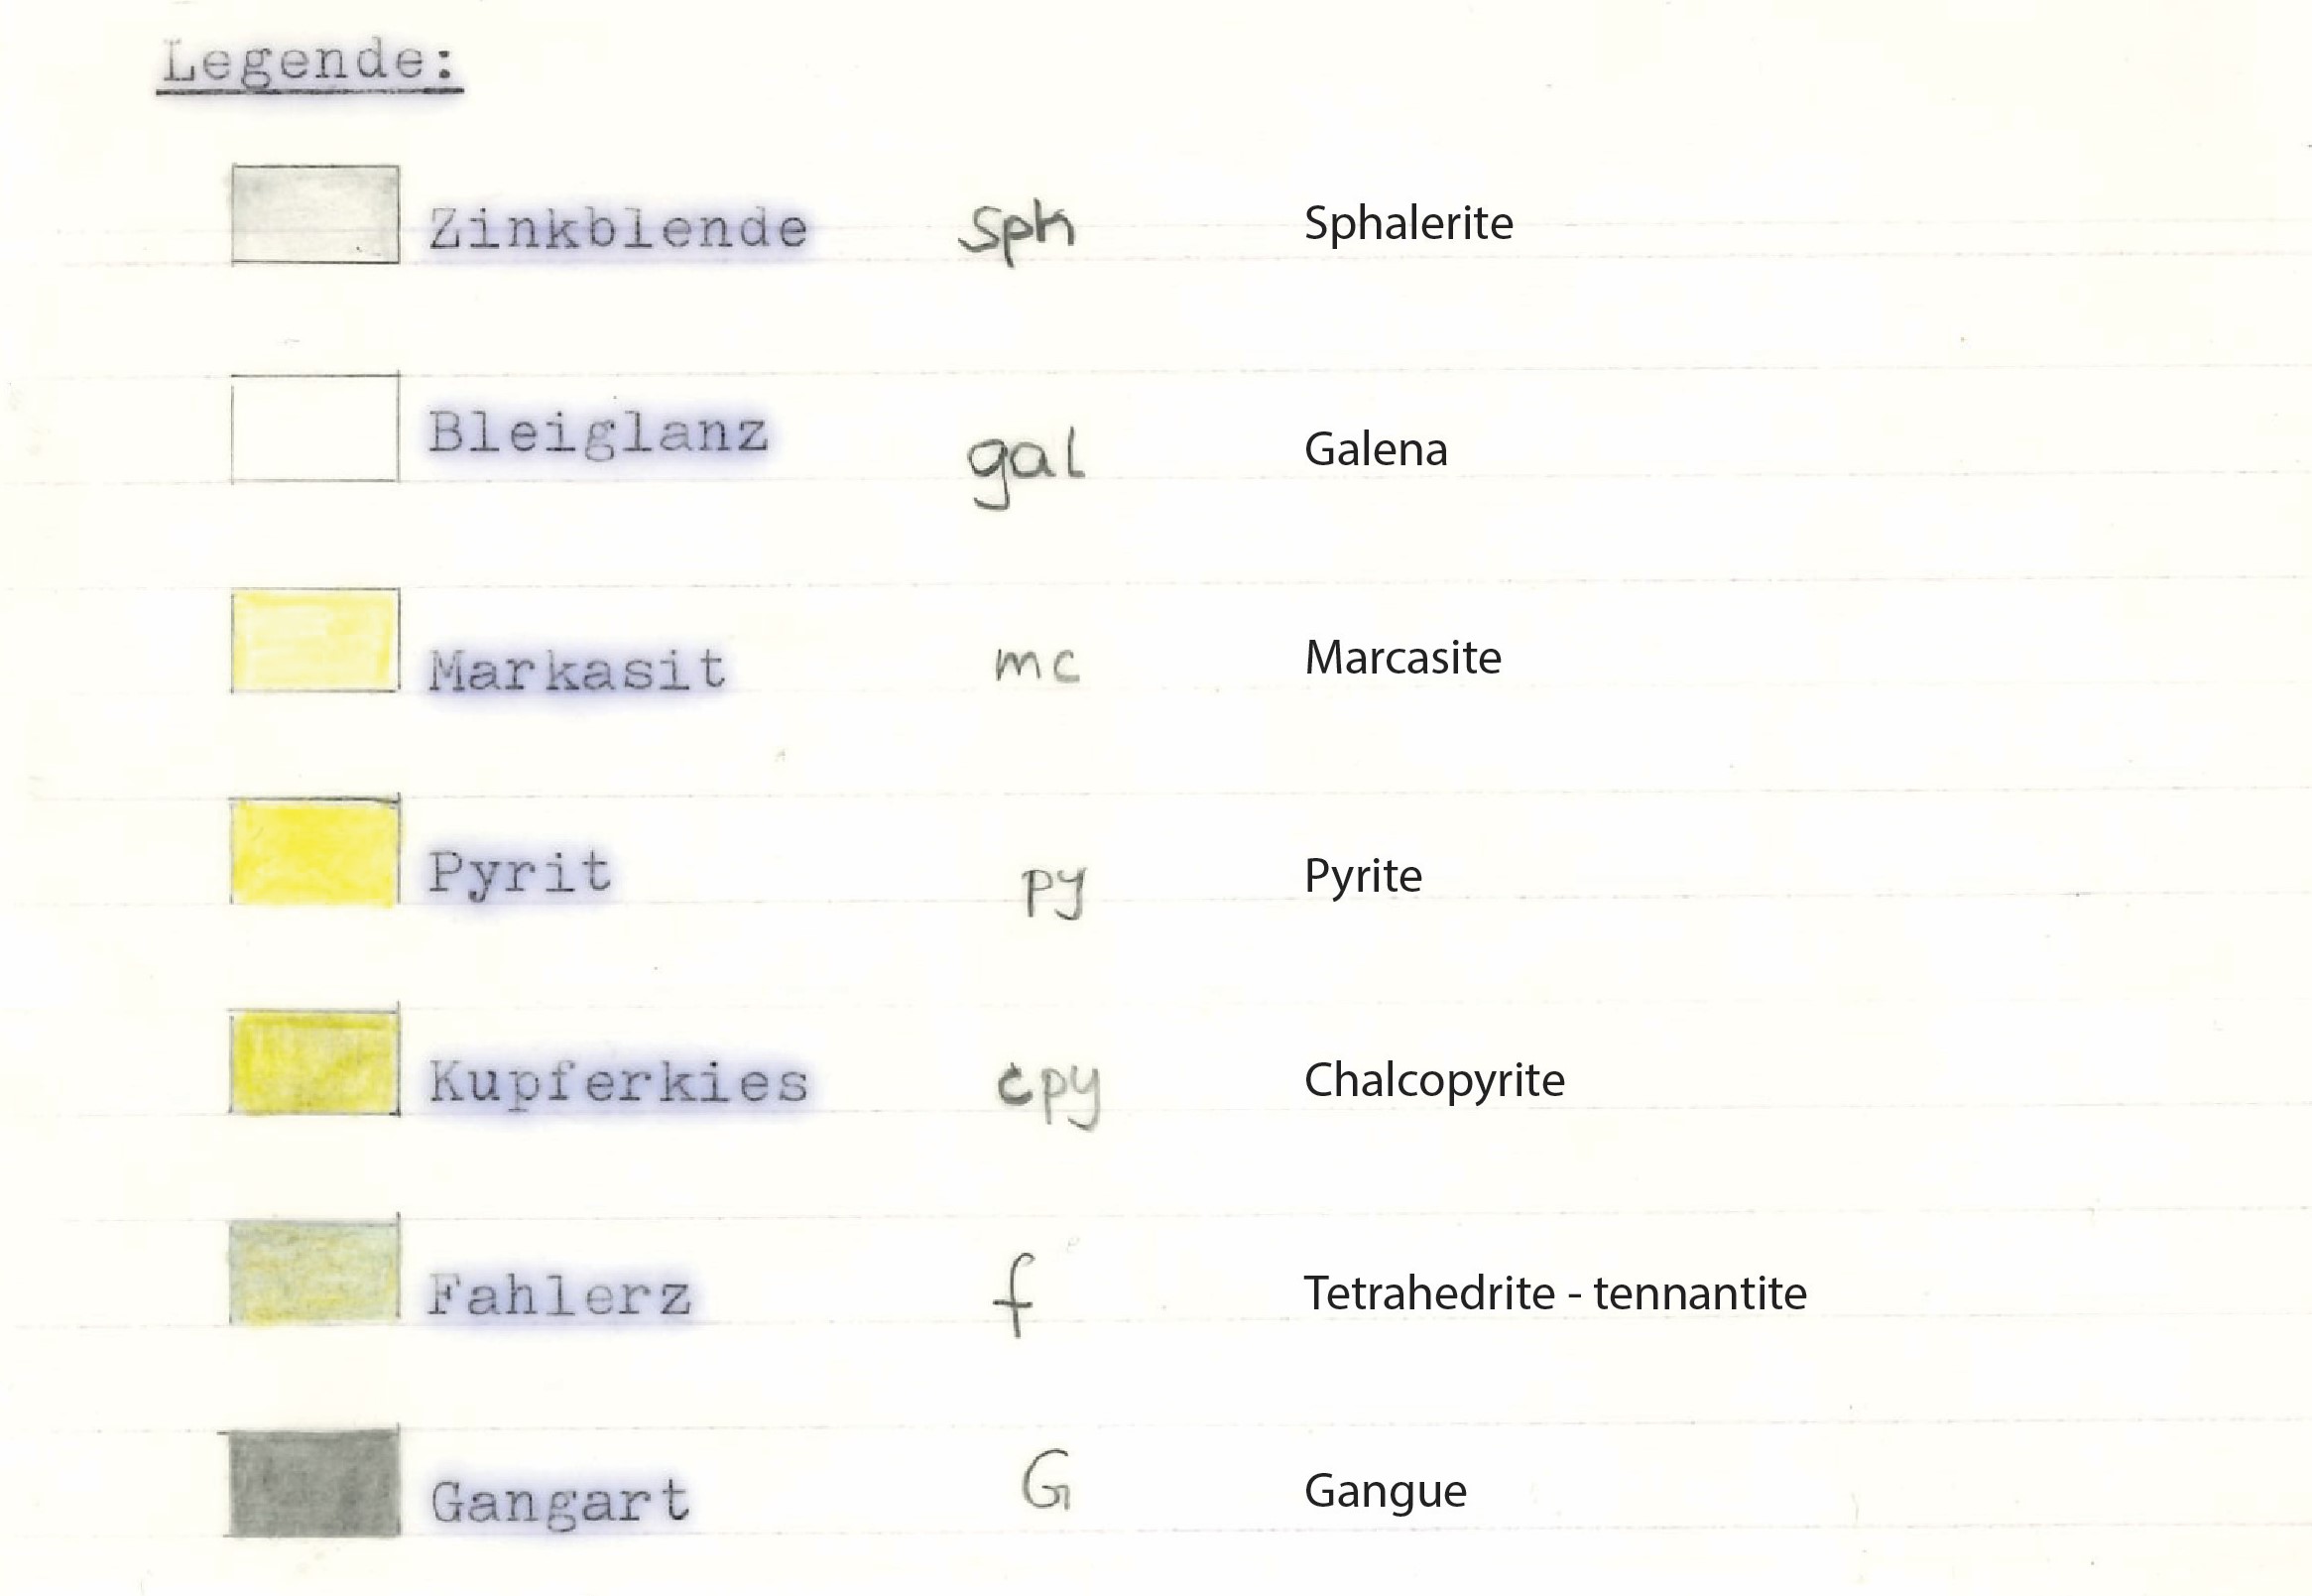 Legende:
Zinkblende sph Sphalerite
Bleiglanz gal Galena
Markasit mc Marcasite
Pyrit py Pyrite
Kupferkies cpy Chalcopyrite
Fahlerz f Tetrahedrite - tennantite
Gangart G Gangue